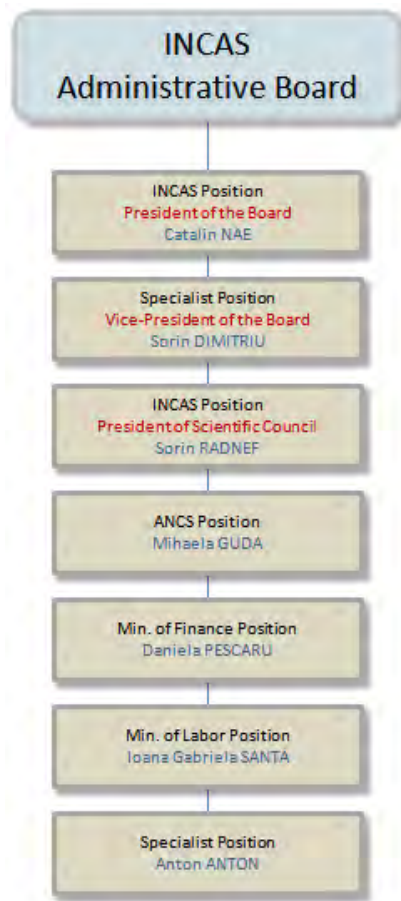 INCAS
Administrative Board
INCAS Position
President of the Board
Catalin NAE
Specialist Position
Vice-President of the Board
Sorin DIMITRIU
INCAS Position
President of Scientific Council
Sorin RADNEF
ANCS Position
Mihaela GUDA
Min. of Finance Position
Daniela PESCARU
Min. of Labor Position
Ioana Gabriela SANTA
Specialist Position
Anton ANTON